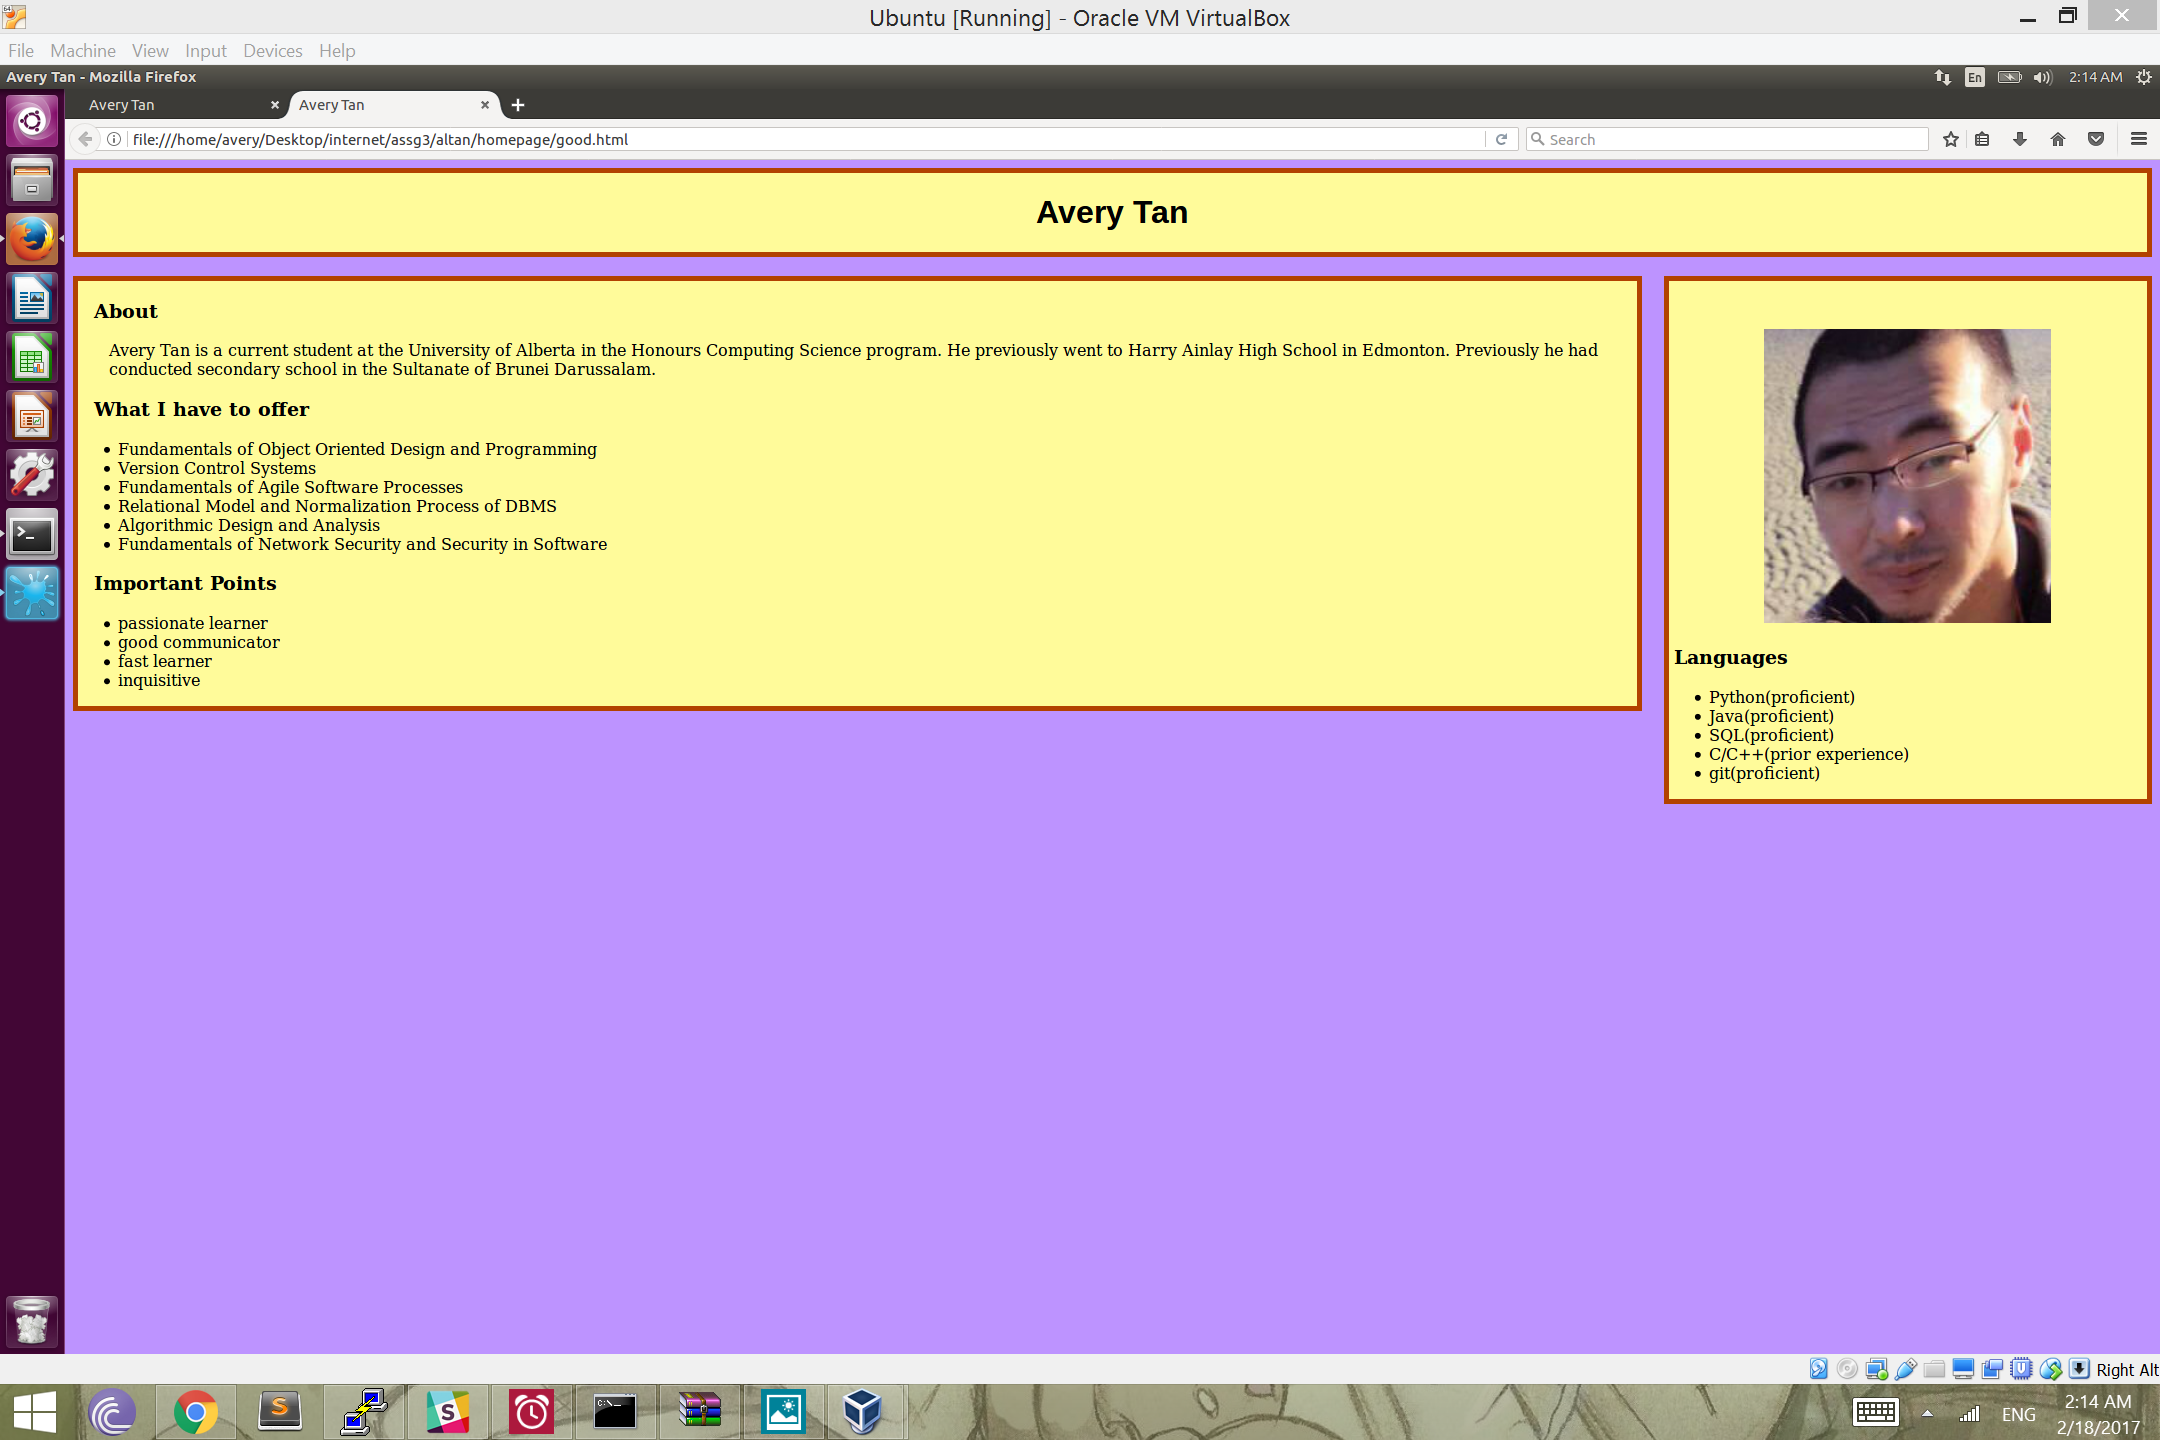 Ubuntu [Running] - Oracle VM VirtualBox
File Machine View Input Devices Help
Avery Tan - Mozilla Firefox
En 2:14 AM
Avery Tan
Avery Tan
file:///home/avery/Desktop/internet/assg3/altan/homepage/good.html
Search
Avery Tan
About
Avery Tan is a current student at the University of Alberta in the Honours Computing Science program. He previously went to Harry Ainlay High School in Edmonton. Previously he had
conducted secondary school in the Sultanate of Brunei Darussalam.
What I have to offer
Fundamentals of Object Oriented Design and Programming
Version Control Systems
Fundamentals of Agile Software Processes
Relational Model and Normalization Process of DBMS
Algorithmic Design and Analysis
Fundamentals of Network Security and Security in Software
Important Points
passionate learner
good communicator
fast learner
inquisitive
Languages
Python(proficient)
Java(proficient)
SQL(proficient)
C/C++(prior experience)
git(proficient)
Right Alt
ENG
2:14 AM
2/18/2017